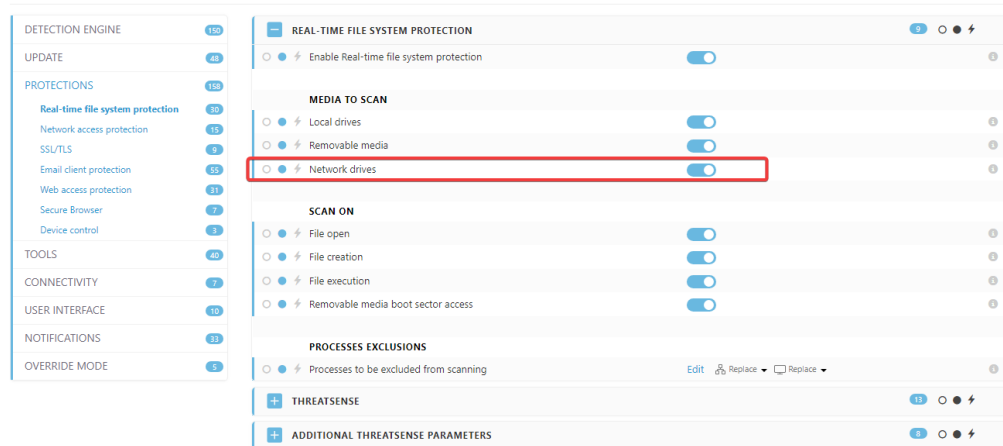 DETECTION ENGINE 150
UPDATE 48
PROTECTIONS 158
Real-time file system protection 30
Network access protection 15
SSL/TLS 9
Email client protection 55
Web access protection 31
Secure Browser 7
Device control 3
TOOLS 40
CONNECTIVITY 7
USER INTERFACE 10
NOTIFICATIONS 33
OVERRIDE MODE 5
REAL-TIME FILE SYSTEM PROTECTION 9
Enable Real-time file system protection
MEDIA TO SCAN
Local drives
Removable media
Network drives
SCAN ON
File open
File creation
File execution
Removable media boot sector access
PROCESSES EXCLUSIONS
Processes to be excluded from scanning Edit Replace Replace
THREATSENSE 13
ADDITIONAL THREATSENSE PARAMETERS 8